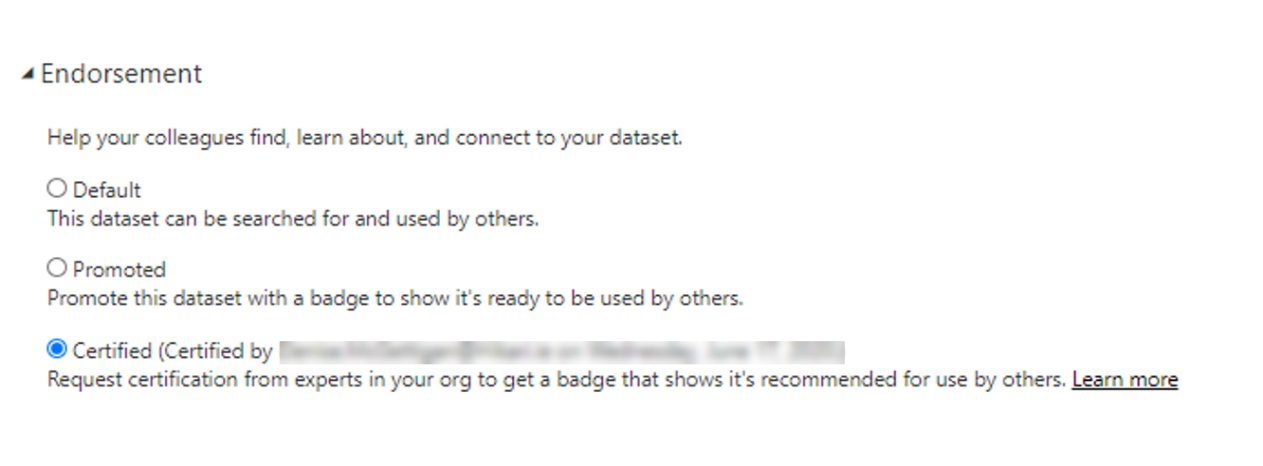 Endorsement
Help your colleagues find, learn about, and connect to your dataset.
Default
This dataset can be searched for and used by others.
Promoted
Promote this dataset with a badge to show it's ready to be used by others.
Certified (Certified by
Request certification from experts in your org to get a badge that shows it's recommended for use by others. Learn more